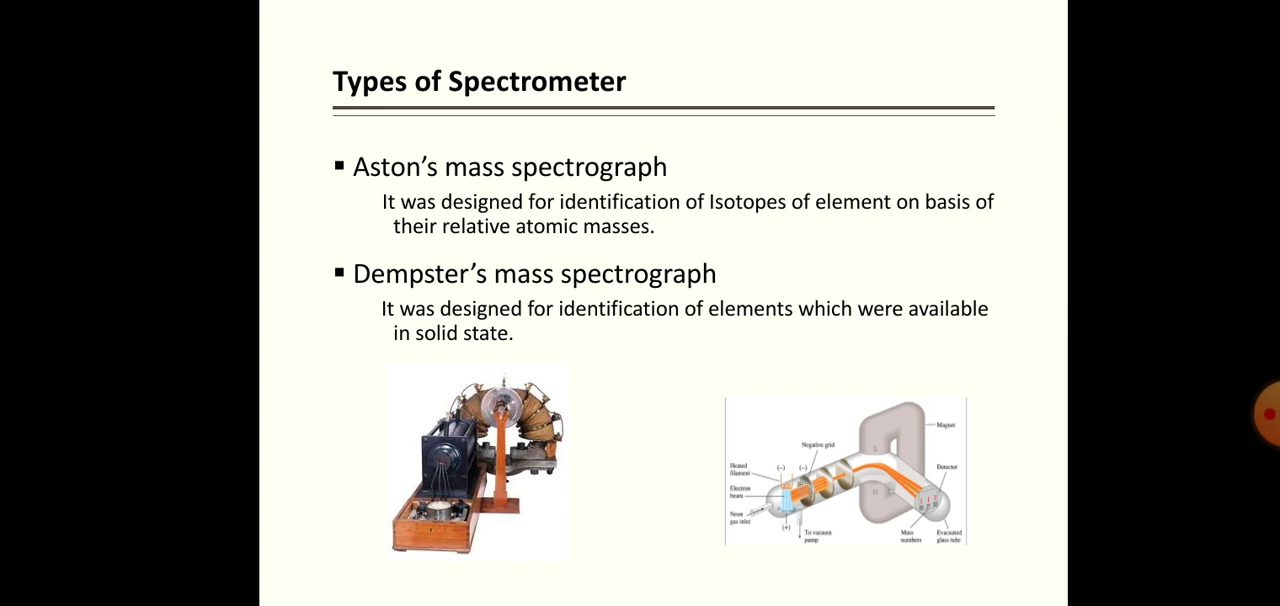 Types of Spectrometer
▪ Aston’s mass spectrograph
It was designed for identification of Isotopes of element on basis of
their relative atomic masses.
▪ Dempster’s mass spectrograph
It was designed for identification of elements which were available
in solid state.
Magnet
Negative grid
S
Heated
filament
(–)
(–)
Detector
Electron
beam
Neon
gas inlet
(+)
To vacuum
pump
Mass
numbers
Evacuated
glass tube